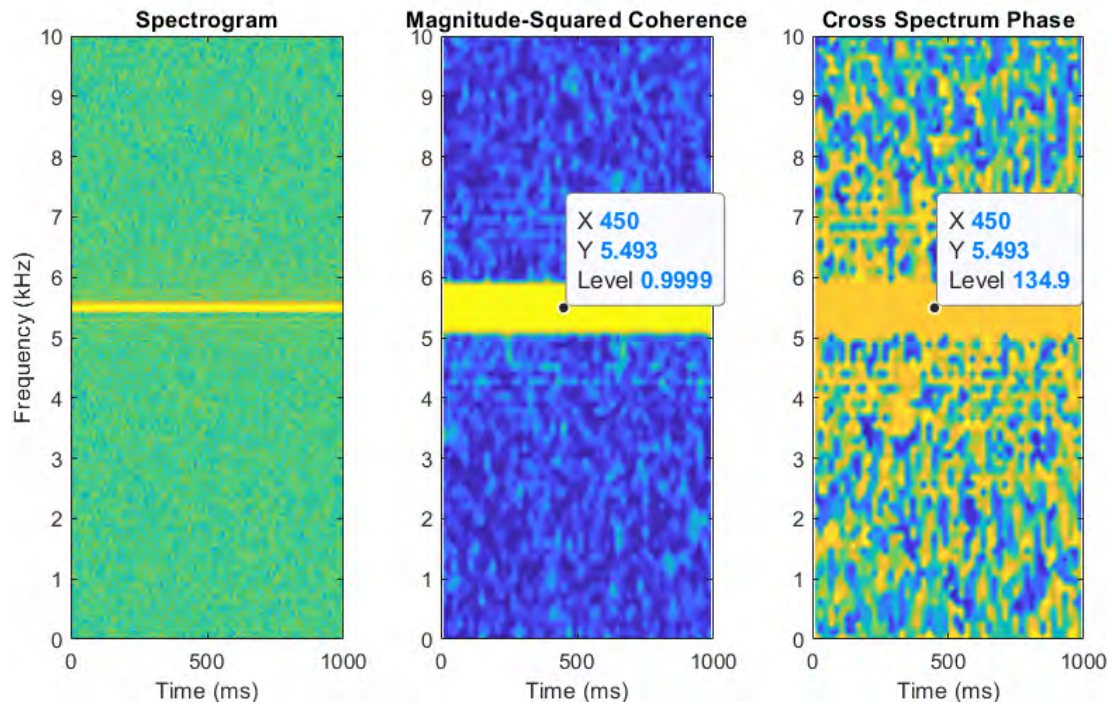 Spectrogram
Magnitude-Squared Coherence
Cross Spectrum Phase
Frequency (kHz)
10
9
8
7
6
5
4
3
2
1
0
0 500 1000
Time (ms)
10
9
8
7
6
5
4
3
2
1
0
X 450
Y 5.493
Level 0.9999
0 500 1000
Time (ms)
10
9
8
7
6
5
4
3
2
1
0
X 450
Y 5.493
Level 134.9
0 500 1000
Time (ms)